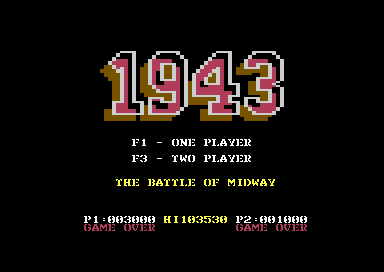 1943
F1 - ONE PLAYER
F3 - TWO PLAYER
THE BATTLE OF MIDWAY
P1:003000 HI103530 P2:001000
GAME OVER GAME OVER